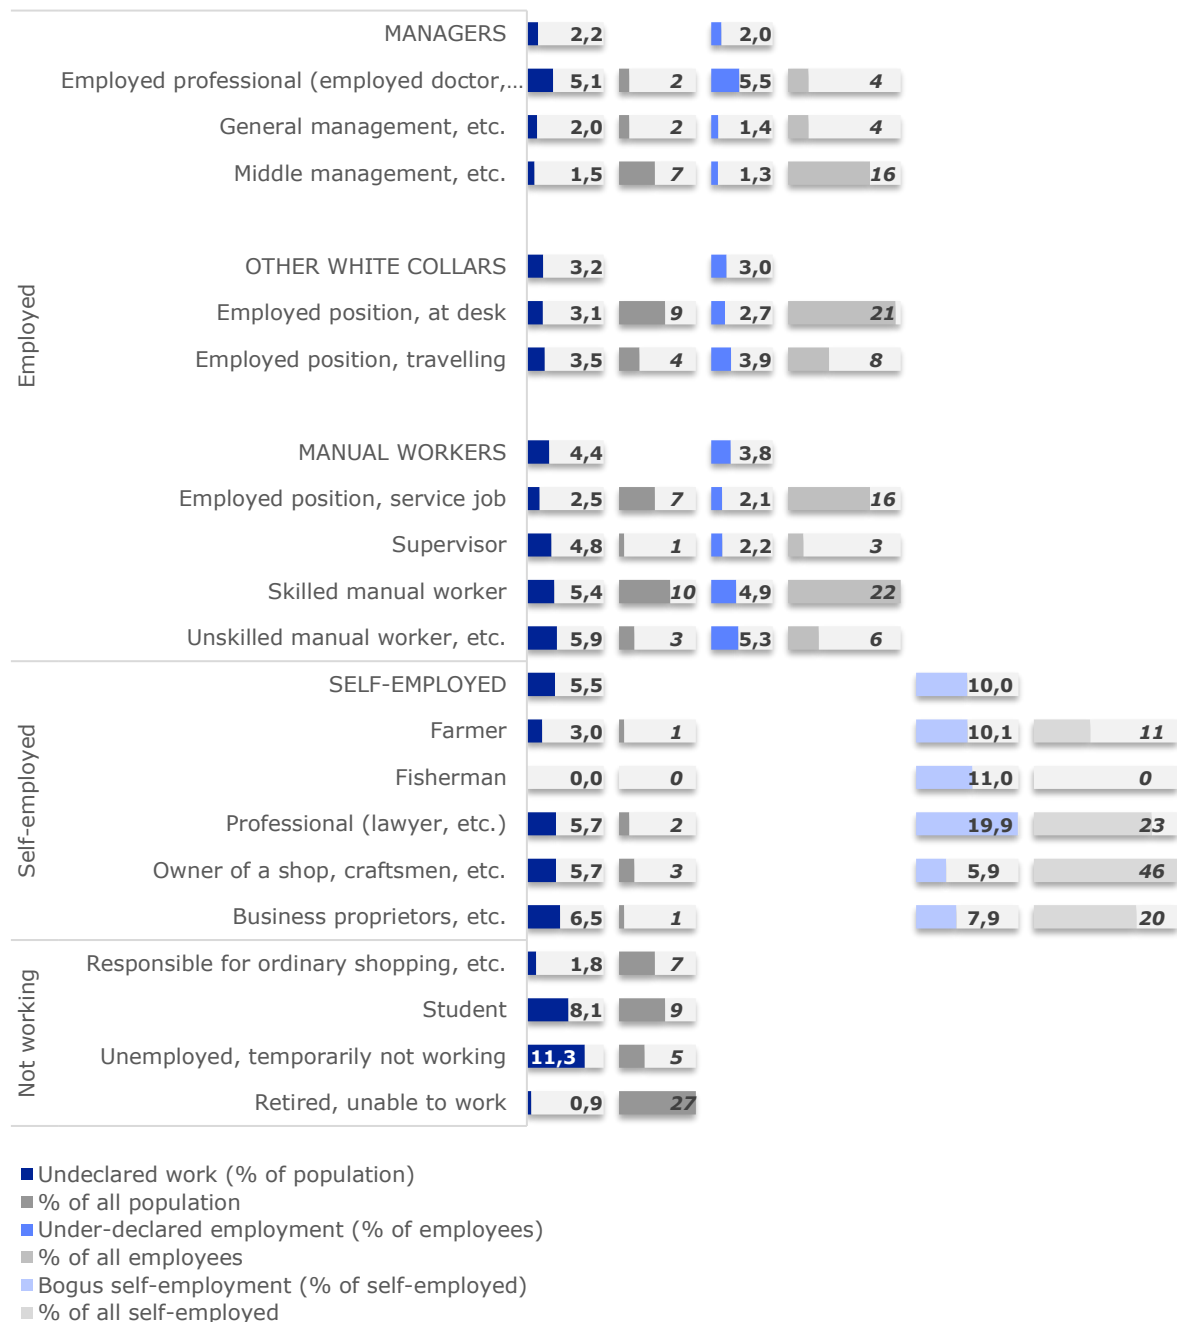 MANAGERS 2,2 2,0
Employed professional (employed doctor,... 5,1 2 5,5 4
General management, etc. 2,0 2 1,4 4
Middle management, etc. 1,5 7 1,3 16
Employed
OTHER WHITE COLLARS 3,2 3,0
Employed position, at desk 3,1 9 2,7 21
Employed position, travelling 3,5 4 3,9 8
MANUAL WORKERS 4,4 3,8
Employed position, service job 2,5 7 2,1 16
Supervisor 4,8 1 2,2 3
Skilled manual worker 5,4 10 4,9 22
Unskilled manual worker, etc. 5,9 3 5,3 6
Self-employed
SELF-EMPLOYED 5,5 10,0
Farmer 3,0 1 10,1 11
Fisherman 0,0 0 11,0 0
Professional (lawyer, etc.) 5,7 2 19,9 23
Owner of a shop, craftsmen, etc. 5,7 3 5,9 46
Business proprietors, etc. 6,5 1 7,9 20
Not working
Responsible for ordinary shopping, etc. 1,8 7
Student 8,1 9
Unemployed, temporarily not working 11,3 5
Retired, unable to work 0,9 27
Undeclared work (% of population)
% of all population
Under-declared employment (% of employees)
% of all employees
Bogus self-employment (% of self-employed)
% of all self-employed